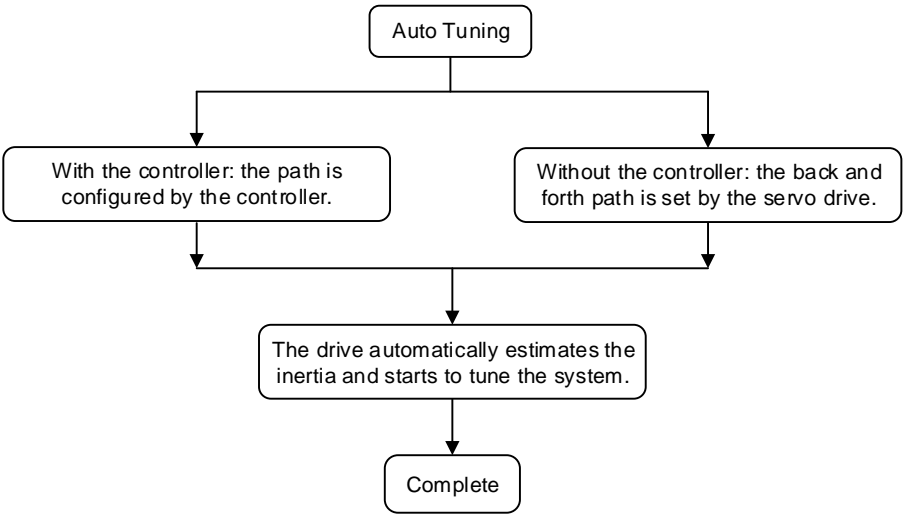 Auto Tuning
With the controller: the path is
configured by the controller.
Without the controller: the back and
forth path is set by the servo drive.
The drive automatically estimates the
inertia and starts to tune the system.
Complete